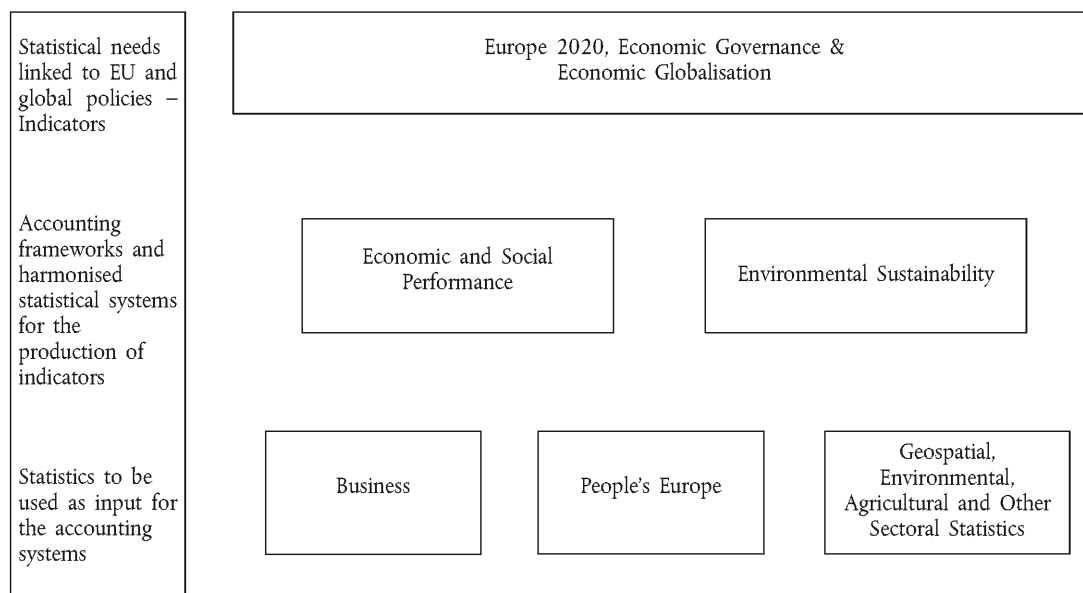 Statistical needs
linked to EU and
global policies –
Indicators
Europe 2020, Economic Governance &
Economic Globalisation
Accounting
frameworks and
harmonised
statistical systems
for the
production of
indicators
Economic and Social
Performance
Environmental Sustainability
Statistics to be
used as input for
the accounting
systems
Business
People's Europe
Geospatial,
Environmental,
Agricultural and Other
Sectoral Statistics